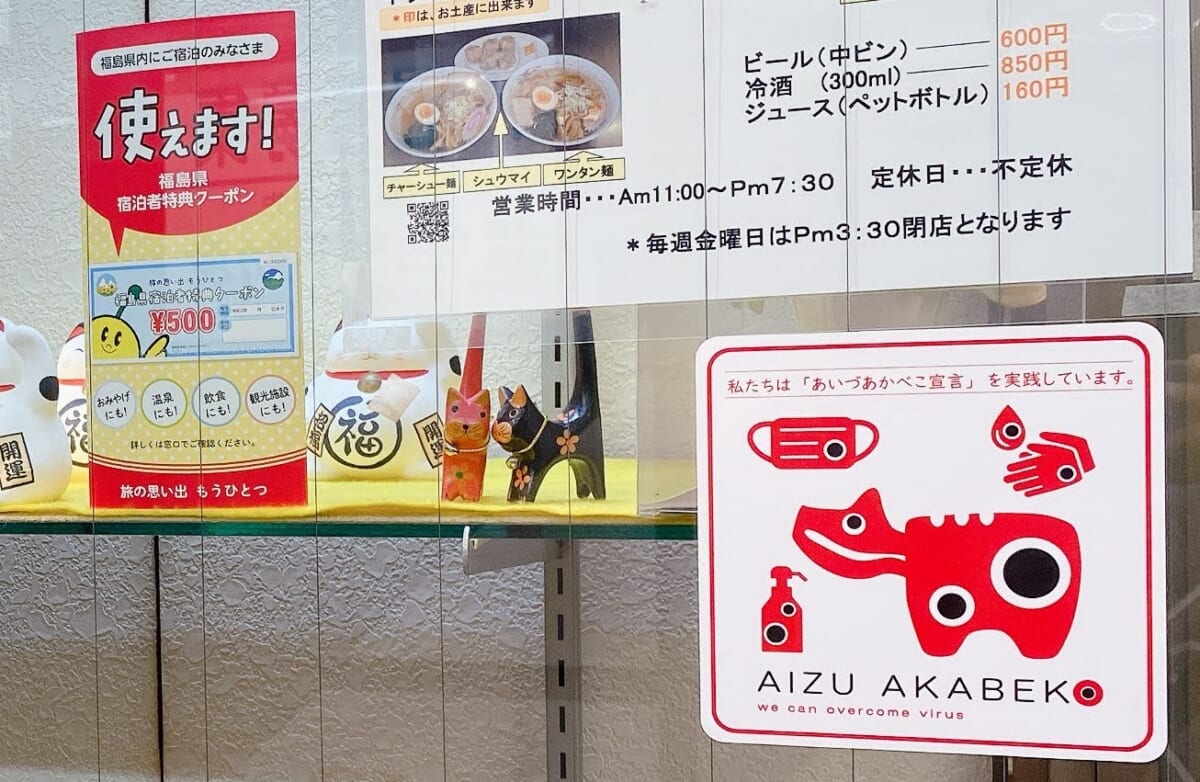 福島県内にご宿泊のみなさま
使えます!
福島県
宿泊者特典クーポン
旅の思い出 もうひとつ
福島県宿泊者特典クーポン
¥500
おみやげにも!
温泉にも!
飲食にも!
観光施設にも!
詳しくは窓口でご確認ください。
旅の思い出 もうひとつ
*印は、お土産に出来ます
チャーシュー麺
シュウマイ
ワンタン麺
ビール(中ビン) 600円
冷酒 (300ml) 850円
ジュース(ペットボトル) 160円
営業時間・・・Am11:00~Pm7:30 定休日・・・不定休
*毎週金曜日はPm3:30閉店となります
開運
福
開運
私たちは「あいづあかべこ宣言」を実践しています。
AIZU AKABEKO
we can overcome virus